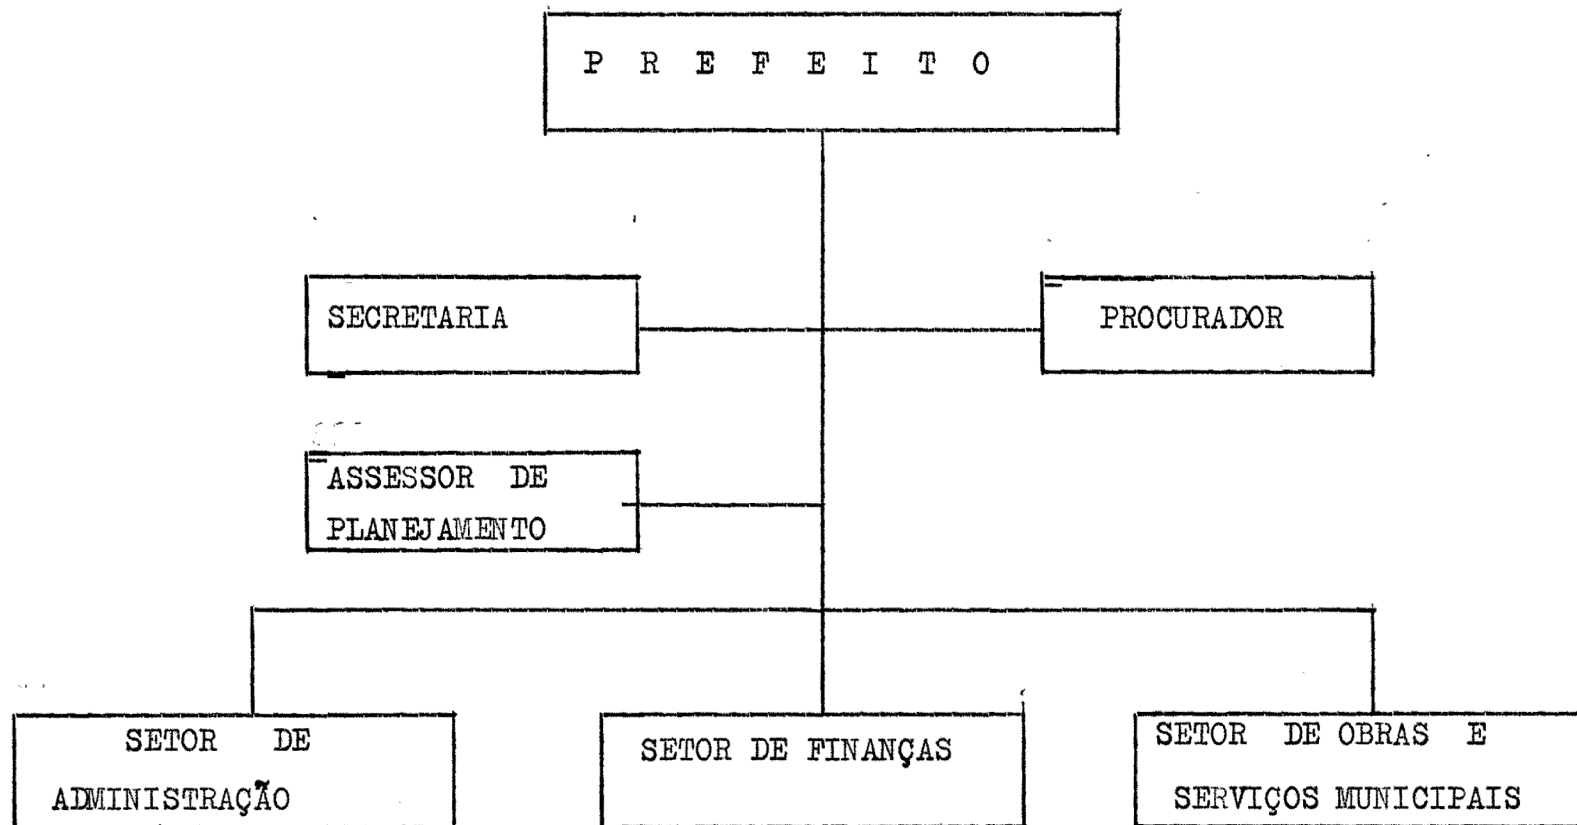 P R E F E I T O
SECRETARIA
PROCURADOR
ASSESSOR DE
PLANEJAMENTO
SETOR DE
ADMINISTRAÇÃO
SETOR DE FINANÇAS
SETOR DE OBRAS E
SERVIÇOS MUNICIPAIS